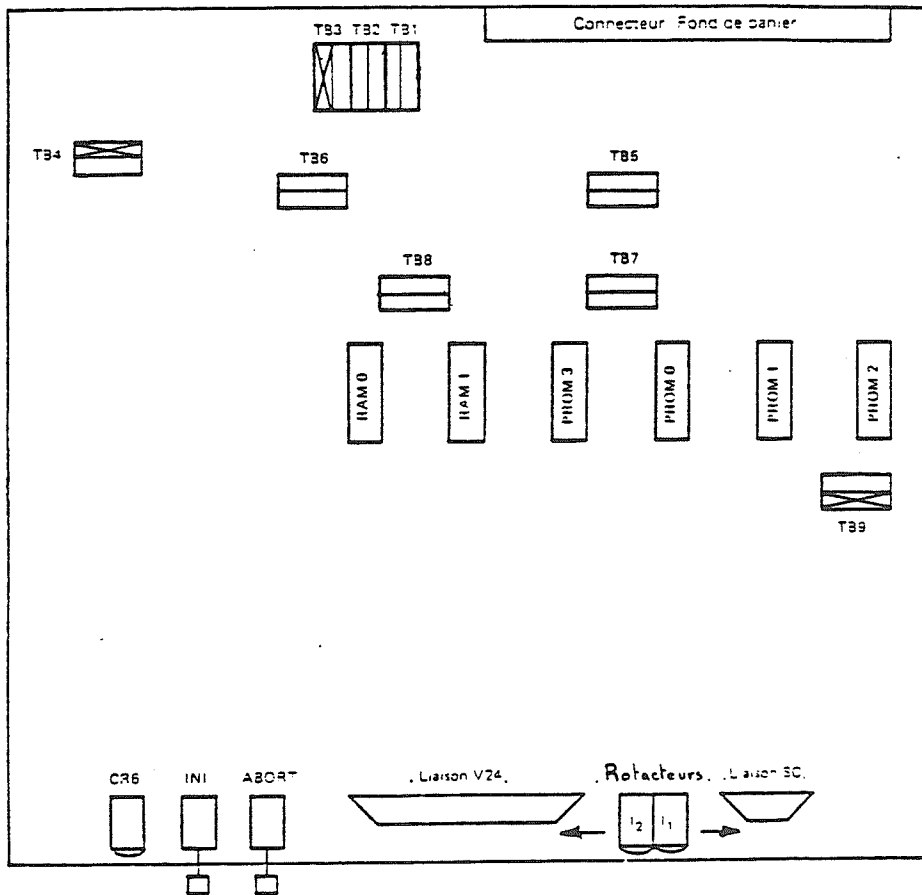 Connecteur Fond de panier
TB3 TB2 TB1
TB4
TB6
TB5
TB8
TB7
RAM 0
RAM 1
PROM 3
PROM 0
PROM 1
PROM 2
TB9
CR6
INI
ABORT
. Liaison V24.
. Rotacteurs.
. Liaison SC.
I2
I1